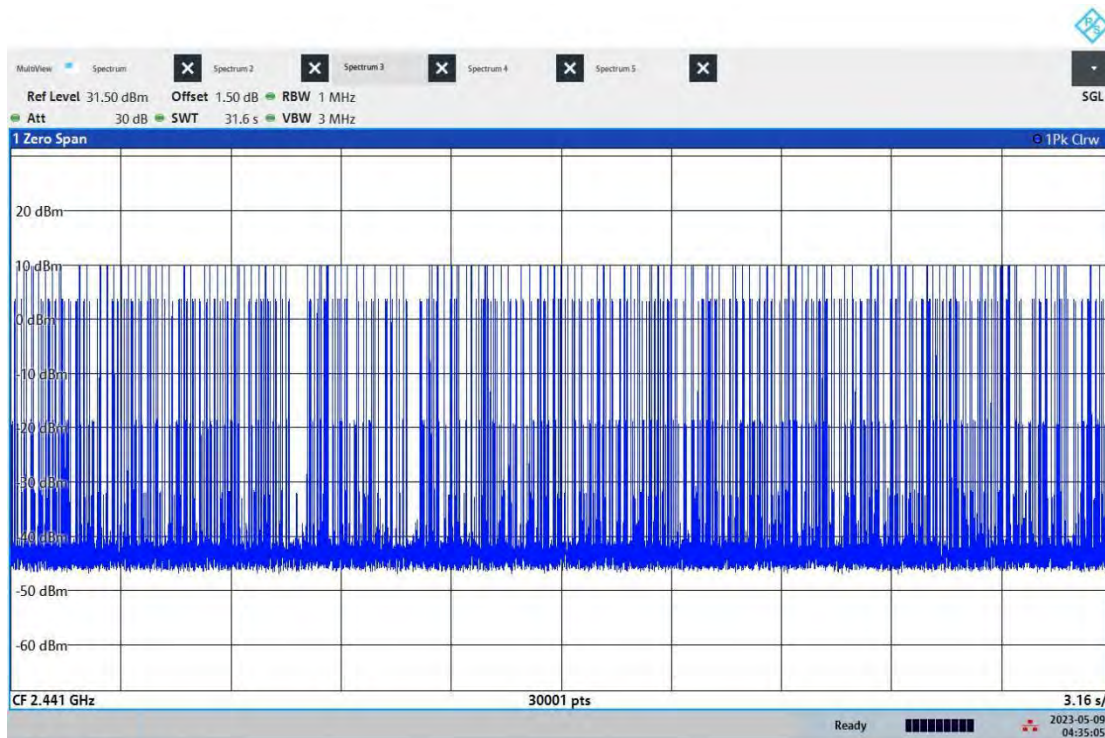 R S
MultiView Spectrum Spectrum 2 Spectrum 3 Spectrum 4 Spectrum 5
Ref Level 31.50 dBm Offset 1.50 dB RBW 1 MHz SGL
Att 30 dB SWT 31.6 s VBW 3 MHz
1 Zero Span 1Pk Clrw
20 dBm
10 dBm
0 dBm
-10 dBm
-20 dBm
-30 dBm
-40 dBm
-50 dBm
-60 dBm
CF 2.441 GHz 30001 pts 3.16 s/
Ready 2023-05-09
04:35:05